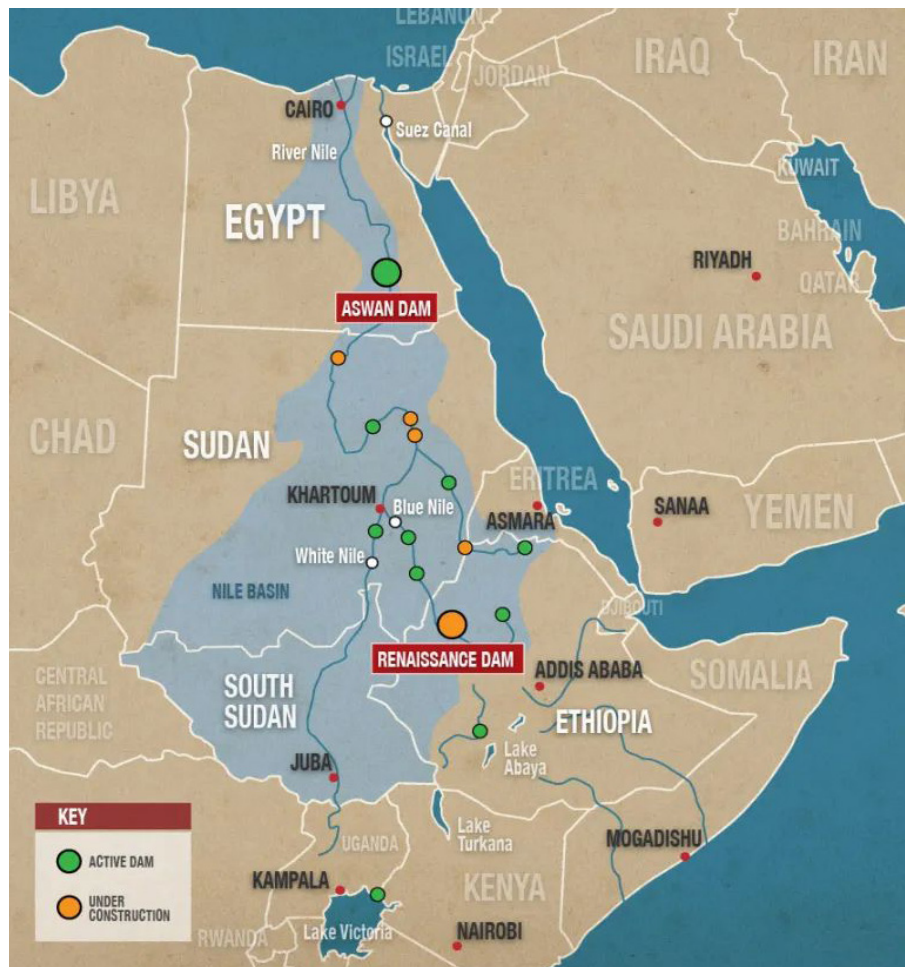 LEBANON
ISRAEL
JORDAN
IRAQ
IRAN
CAIRO
Suez Canal
River Nile
KUWAIT
LIBYA
EGYPT
BAHRAIN
RIYADH
QATAR
ASWAN DAM
SAUDI ARABIA
CHAD
SUDAN
ERITREA
KHARTOUM
Blue Nile
ASMARA
SANAA
YEMEN
White Nile
NILE BASIN
DJIBOUTI
RENAISSANCE DAM
CENTRAL
AFRICAN
REPUBLIC
SOUTH
SUDAN
ADDIS ABABA
SOMALIA
ETHIOPIA
Lake
Abaya
JUBA
KEY
ACTIVE DAM
UNDER
CONSTRUCTION
UGANDA
Lake
Turkana
MOGADISHU
KAMPALA
KENYA
RWANDA
Lake Victoria
NAIROBI